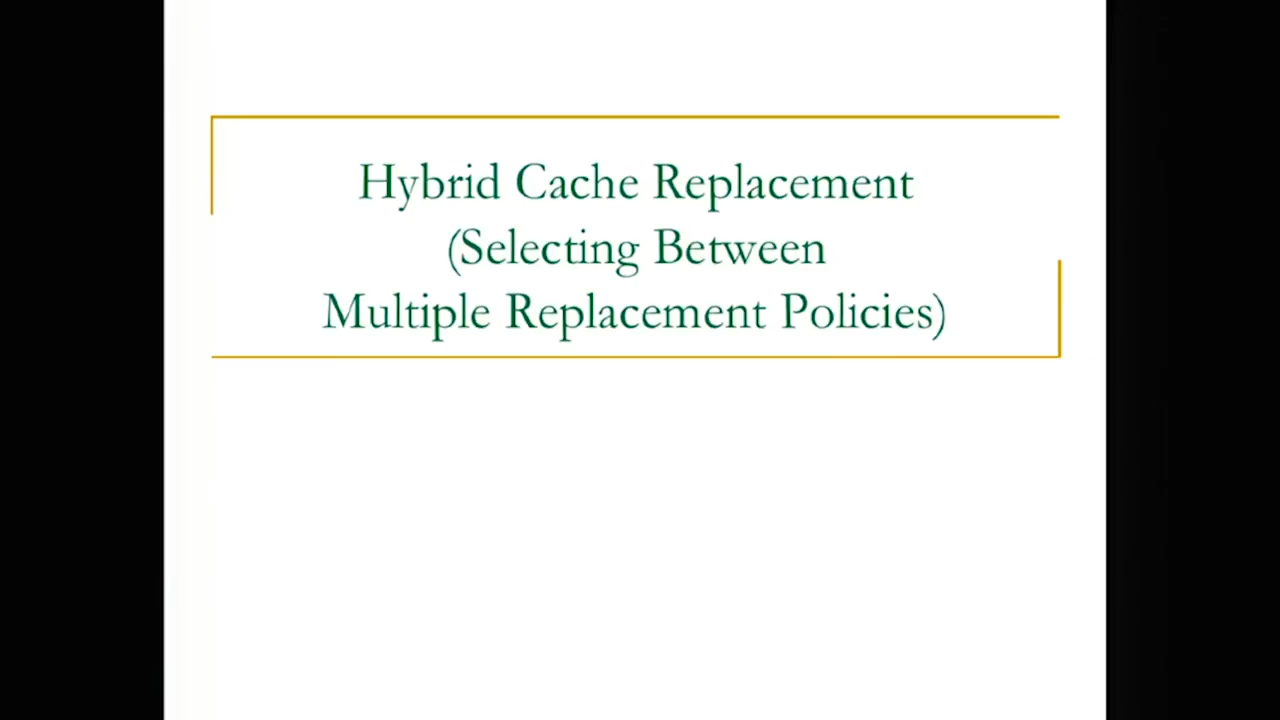 Hybrid Cache Replacement
(Selecting Between
Multiple Replacement Policies)